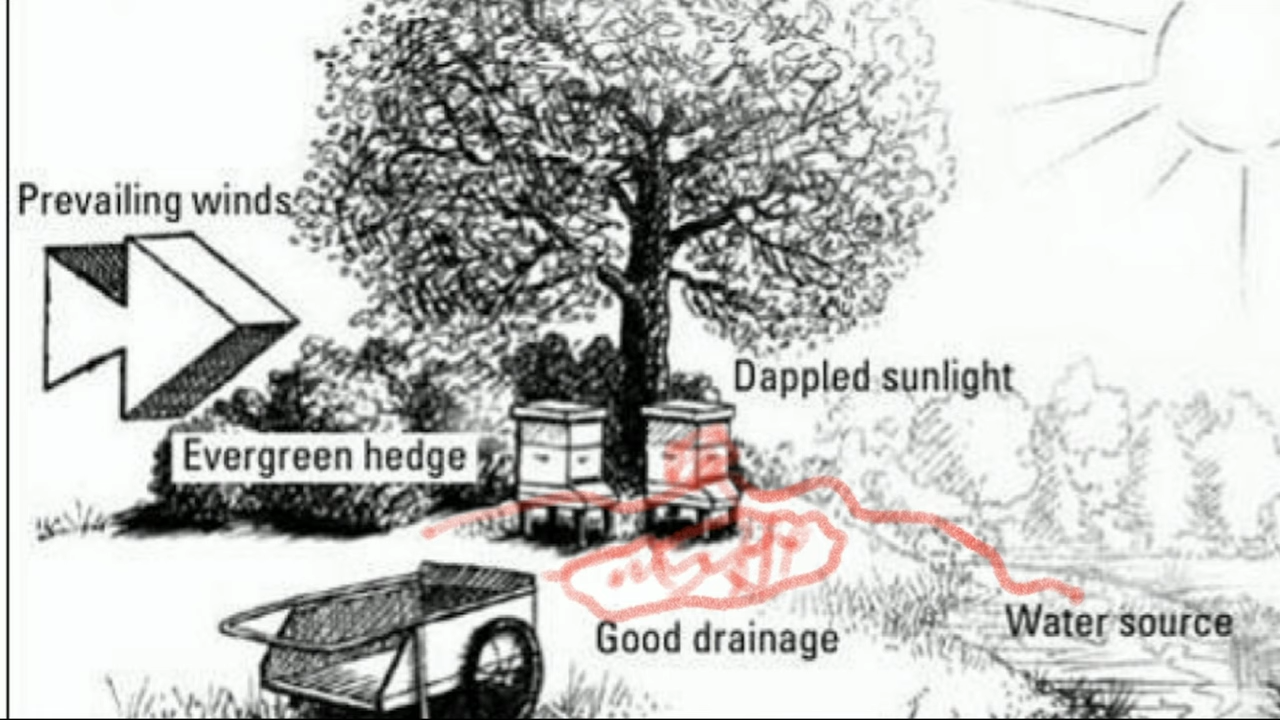 Prevailing winds
Dappled sunlight
Evergreen hedge
Water source
Good drainage